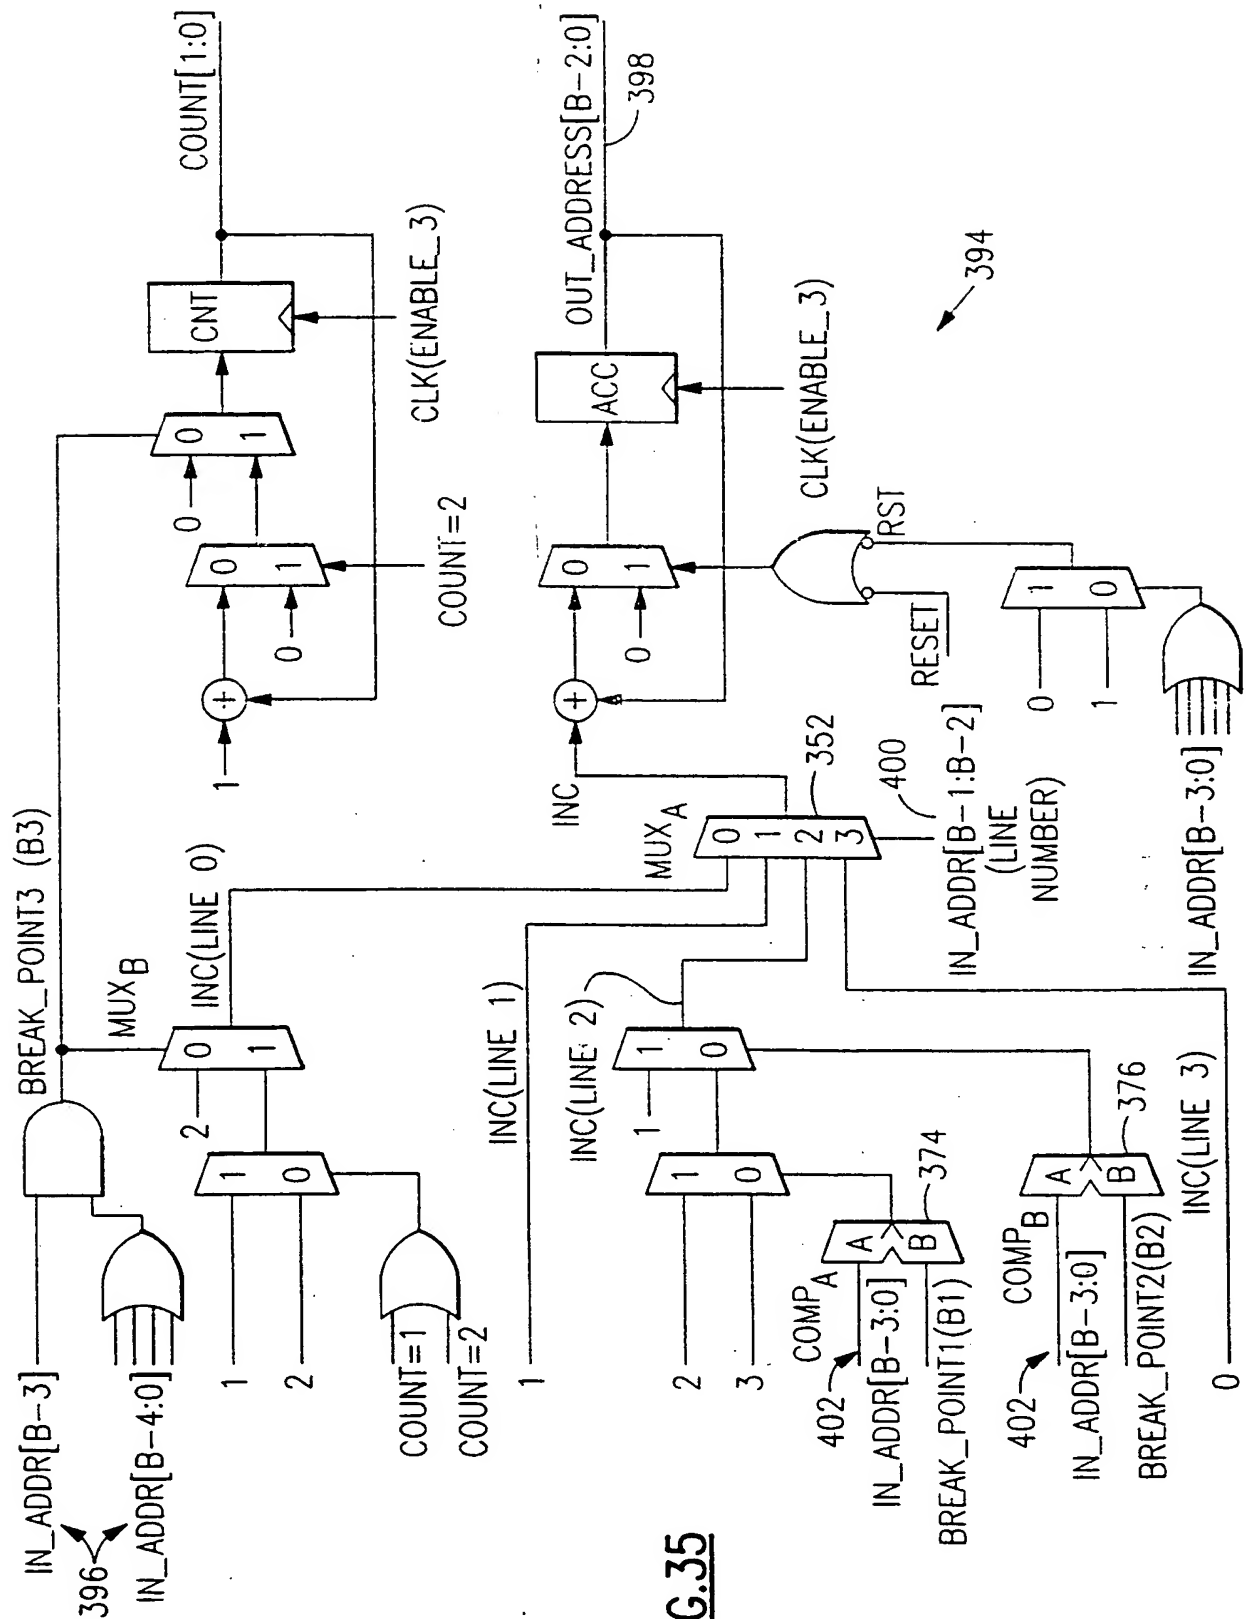 IN_ADDR[B-3]
396
IN_ADDR[B-4:0]
BREAK_POINT3 (B3)
MUXB
2
0
1
INC(LINE 0)
1
2
1
0
COUNT=1
COUNT=2
1
+
0
0
1
COUNT=2
0
0
1
CNT
CLK(ENABLE_3)
COUNT[1:0]
1
INC(LINE 1)
INC(LINE 2)
1
1
0
2
3
1
0
COMPA
402
IN_ADDR[B-3:0]
BREAK_POINT1(B1)
A
B
374
COMPB
402
IN_ADDR[B-3:0]
BREAK_POINT2(B2)
A
B
376
INC(LINE 3)
0
MUXA
0
1
2
3
352
400
IN_ADDR[B-1:B-2]
(LINE
NUMBER)
INC
+
0
0
1
ACC
CLK(ENABLE_3)
OUT_ADDRESS[B-2:0]
398
RESET
RST
0
1
1
0
IN_ADDR[B-3:0]
394
G.35